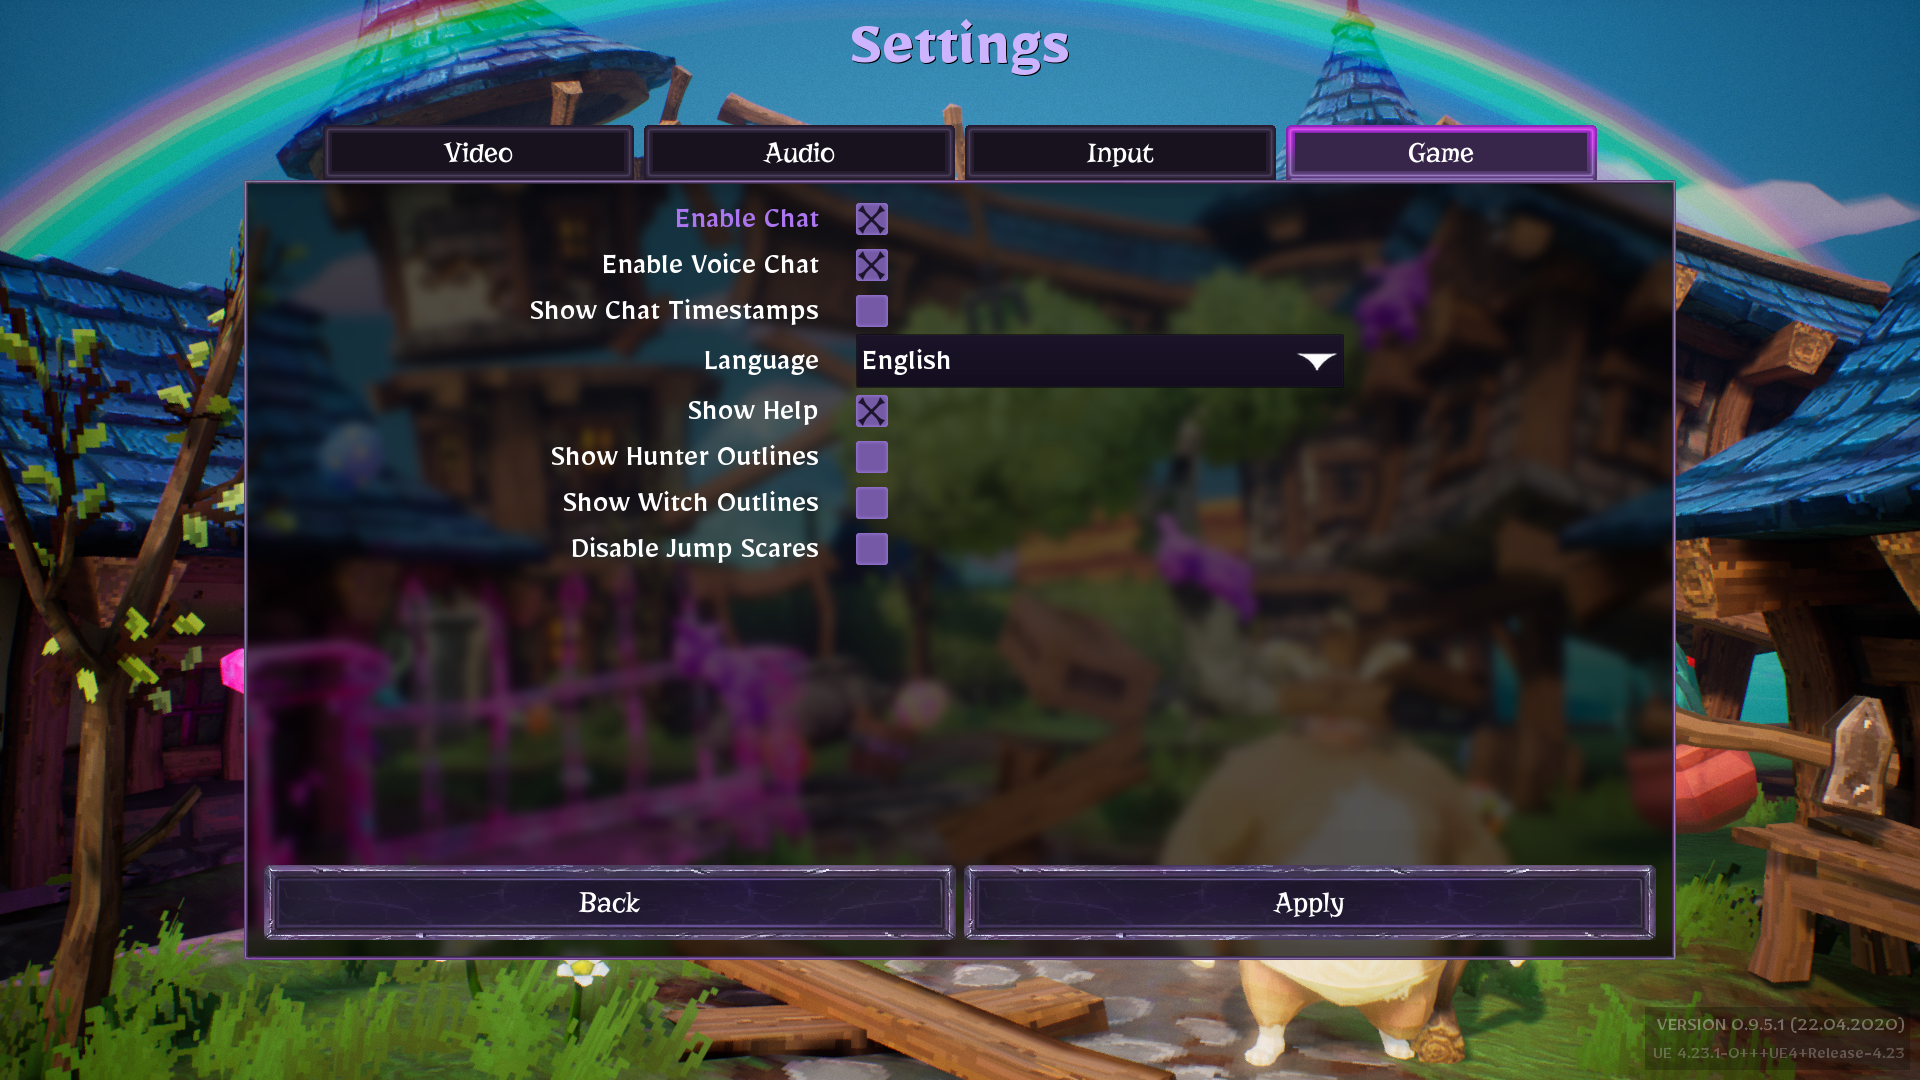 Settings
Video
Audio
Input
Game
Enable Chat
Enable Voice Chat
Show Chat Timestamps
Language
English
Show Help
Show Hunter Outlines
Show Witch Outlines
Disable Jump Scares
Back
Apply
VERSION 0.9.5.1 (22.04.2020)
UE 4.23.1-0+++UE4+Release-4.23